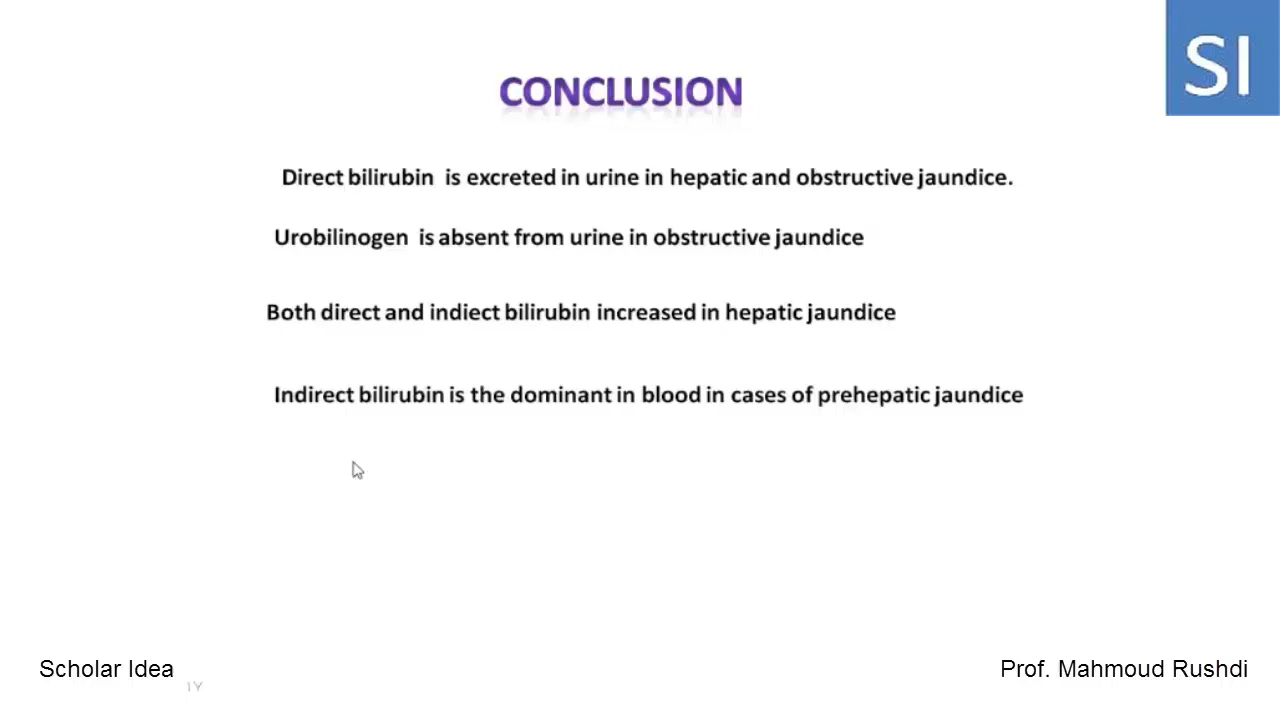 SI
CONCLUSION
Direct bilirubin is excreted in urine in hepatic and obstructive jaundice.
Urobilinogen is absent from urine in obstructive jaundice
Both direct and indiect bilirubin increased in hepatic jaundice
Indirect bilirubin is the dominant in blood in cases of prehepatic jaundice
Scholar Idea
١٧
Prof. Mahmoud Rushdi